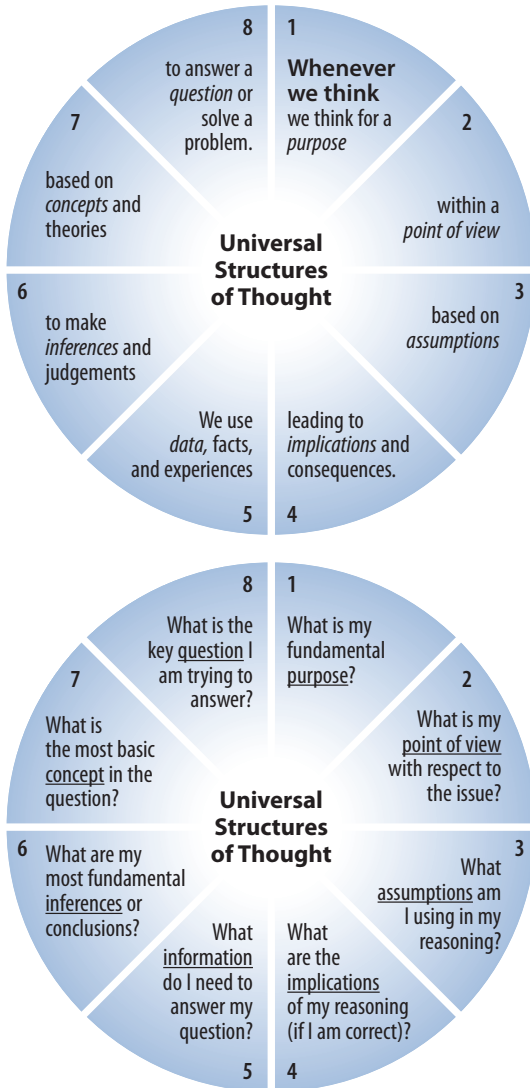 1
Whenever
we think
we think for a
purpose
2
within a
point of view
3
based on
assumptions
leading to
implications and
consequences.
4
We use
data, facts,
and experiences
5
6
to make
inferences and
judgements
7
based on
concepts and
theories
8
to answer a
question or
solve a
problem.
Universal
Structures
of Thought
1
What is my
fundamental
purpose?
2
What is my
point of view
with respect to
the issue?
3
What
assumptions am
I using in my
reasoning?
What
are the
implications
of my reasoning
(if I am correct)?
4
What
information
do I need to
answer my
question?
5
6
What are my
most fundamental
inferences or
conclusions?
7
What is
the most basic
concept in the
question?
8
What is the
key question I
am trying to
answer?
Universal
Structures
of Thought